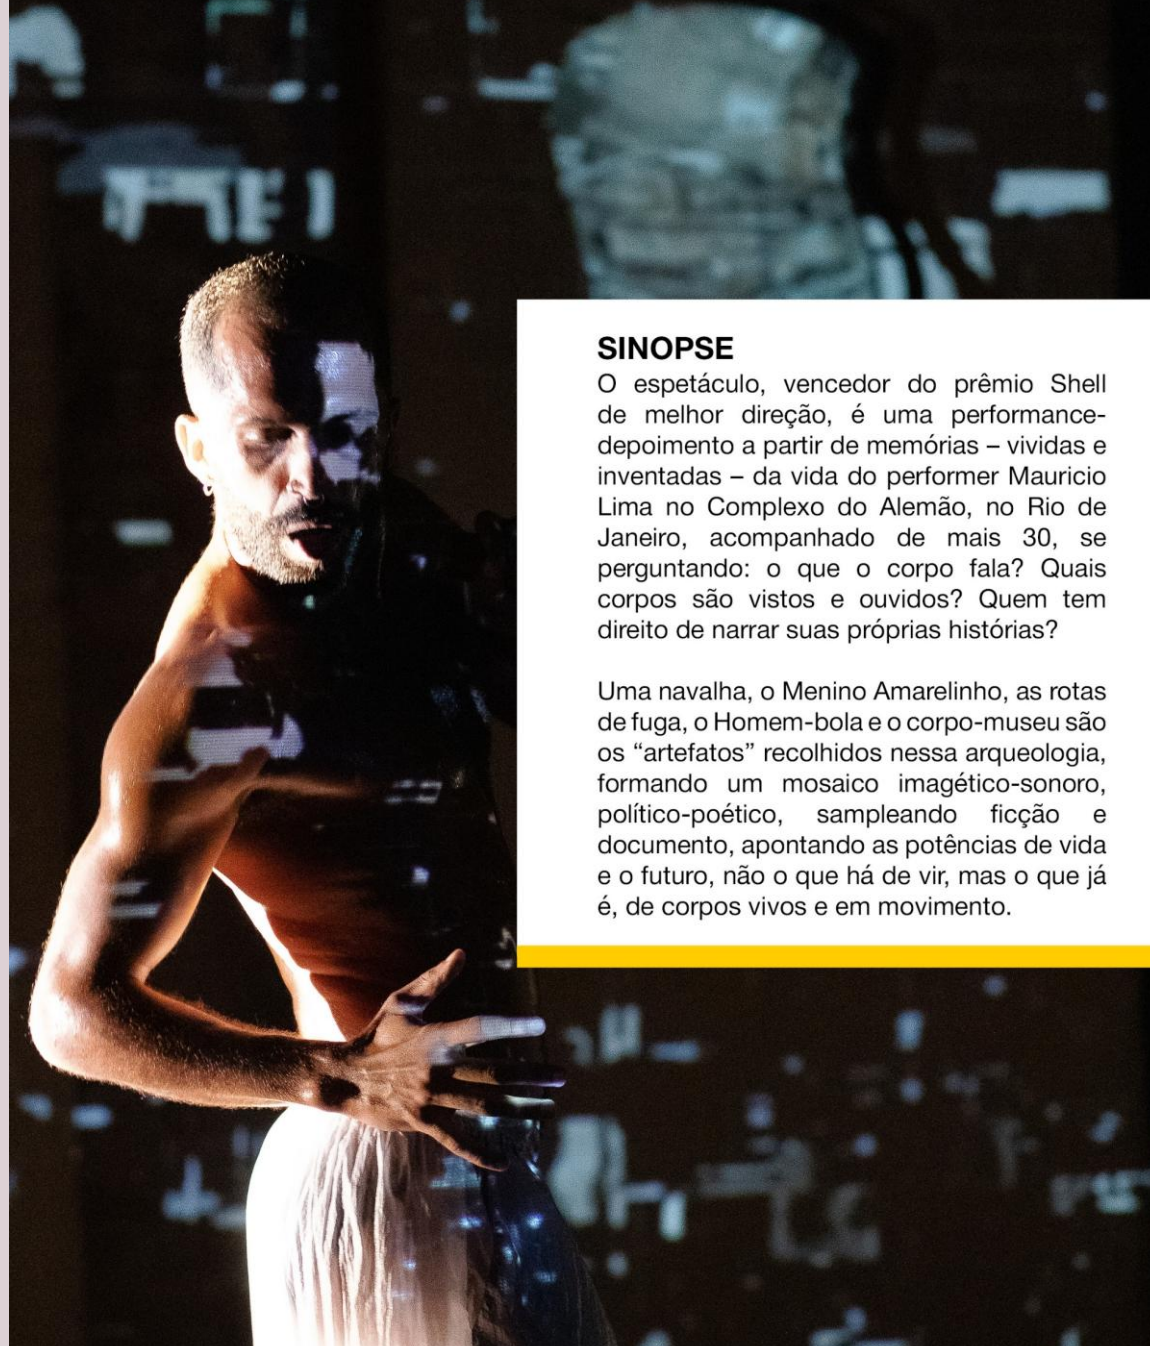 SINOPSE
O espetáculo, vencedor do prêmio Shell
de melhor direção, é uma performance-
depoimento a partir de memórias – vividas e
inventadas – da vida do performer Mauricio
Lima no Complexo do Alemão, no Rio de
Janeiro, acompanhado de mais 30, se
perguntando: o que o corpo fala? Quais
corpos são vistos e ouvidos? Quem tem
direito de narrar suas próprias histórias?
Uma navalha, o Menino Amarelinho, as rotas
de fuga, o Homem-bola e o corpo-museu são
os “artefatos” recolhidos nessa arqueologia,
formando um mosaico imagético-sonoro,
político-poético, sampleando ficção e
documento, apontando as potências de vida
e o futuro, não o que há de vir, mas o que já
é, de corpos vivos e em movimento.